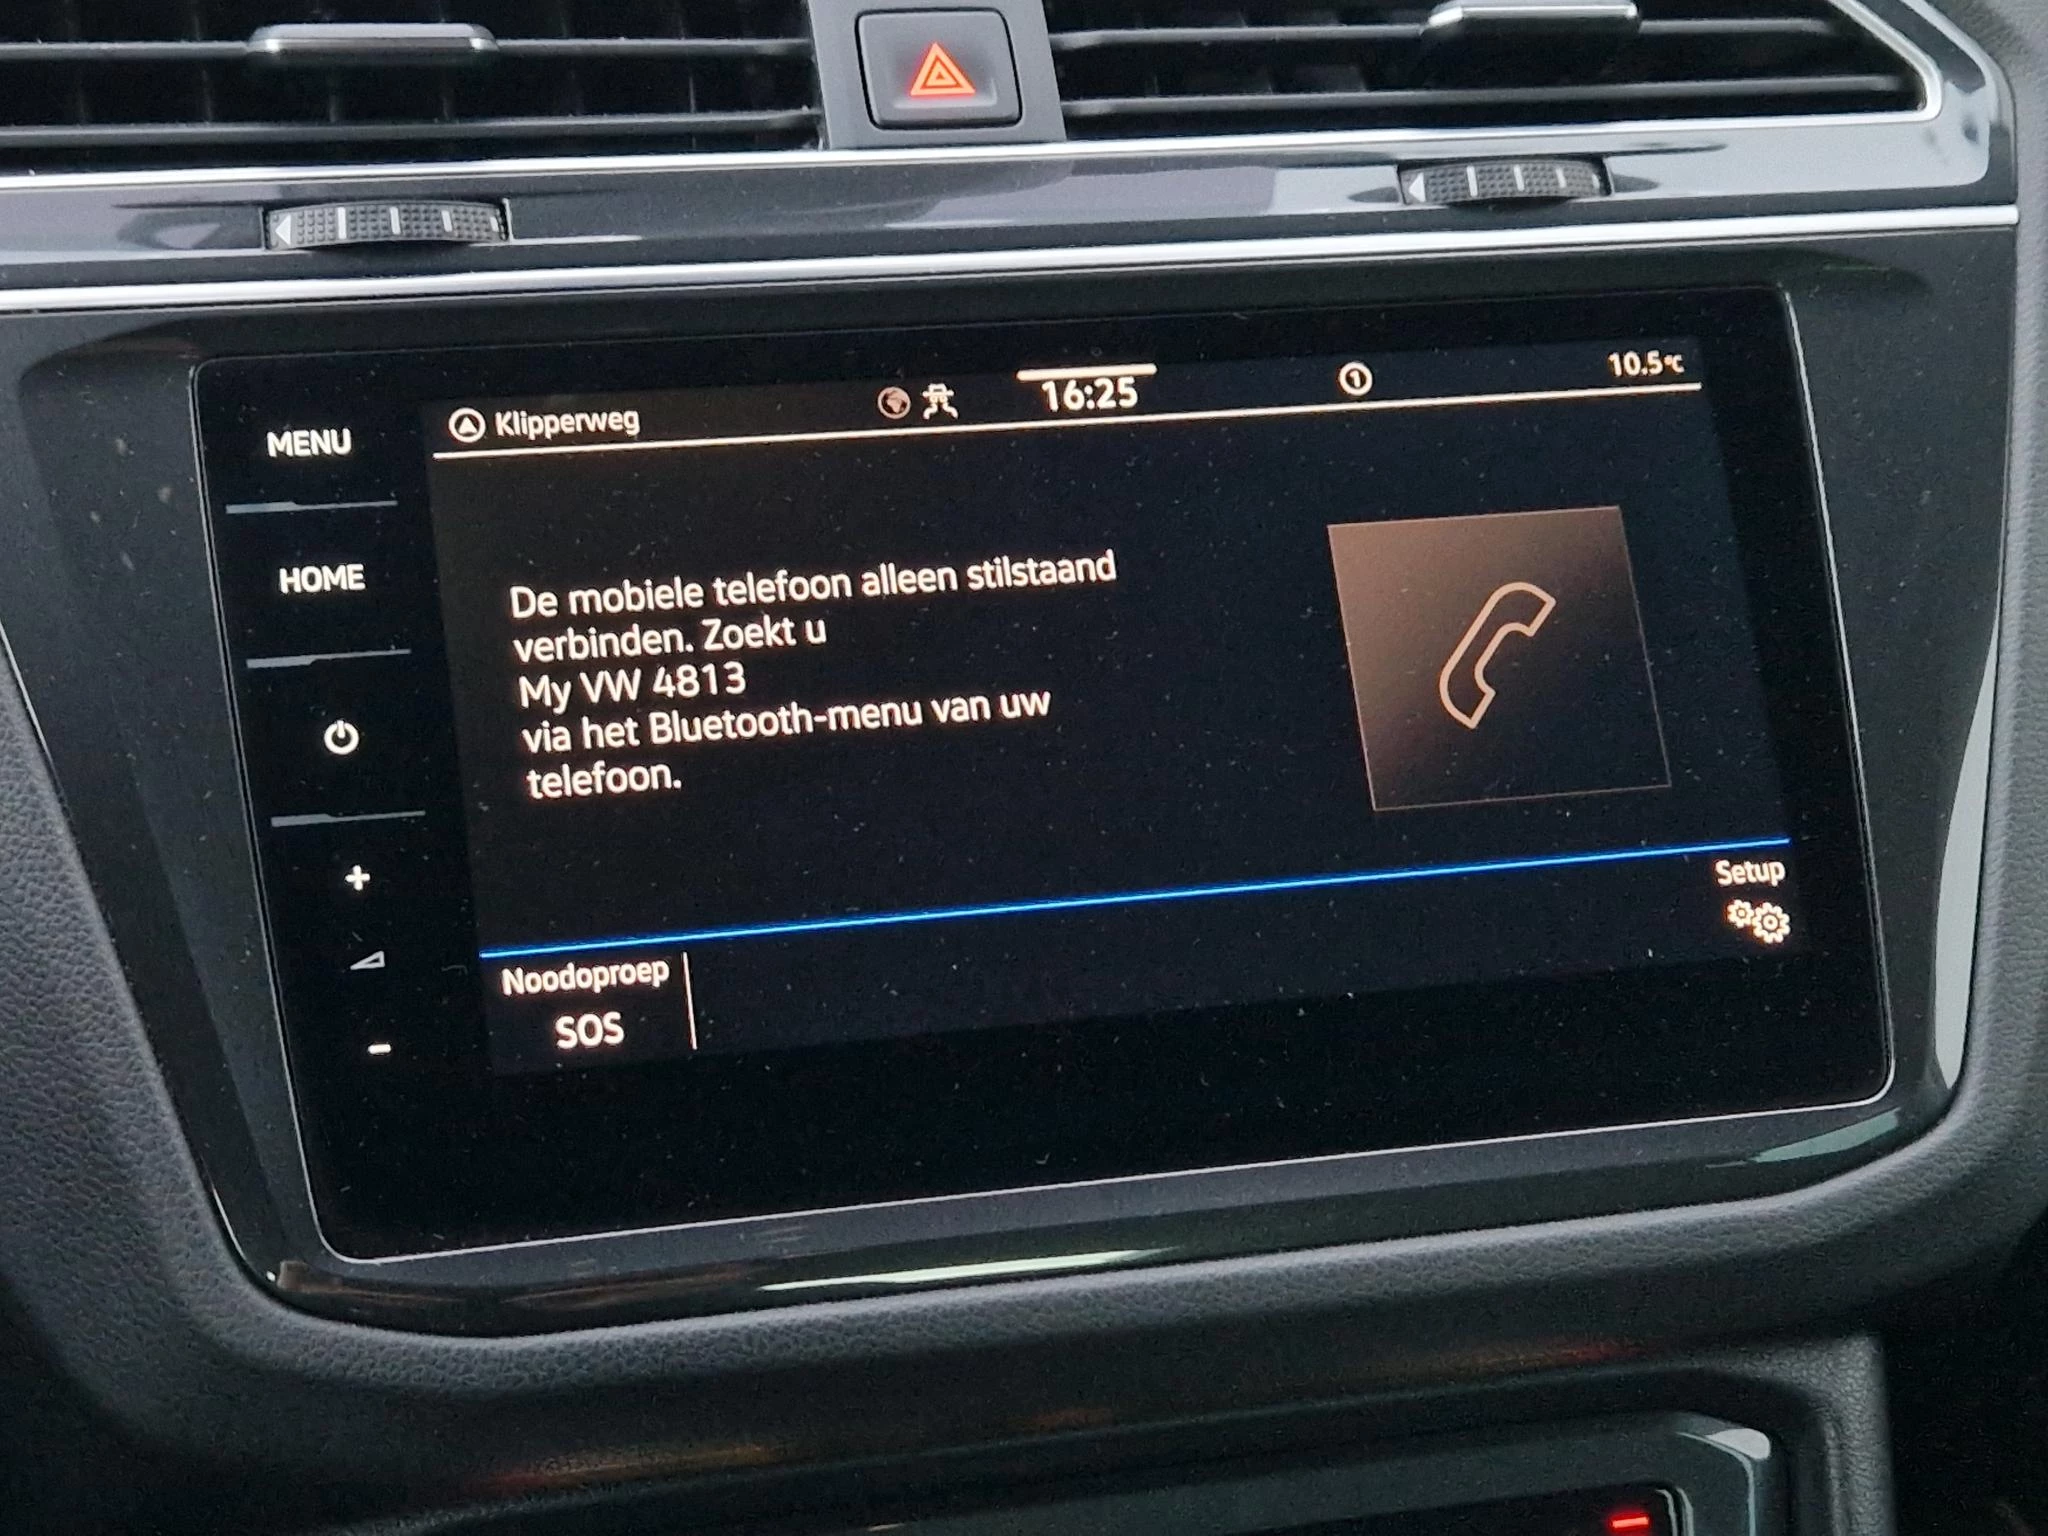 MENU
HOME
Klipperweg
16:25
1
10.5°C
De mobiele telefoon alleen stilstaand
verbinden. Zoekt u
My VW 4813
via het Bluetooth-menu van uw
telefoon.
Setup
Noodoproep
SOS